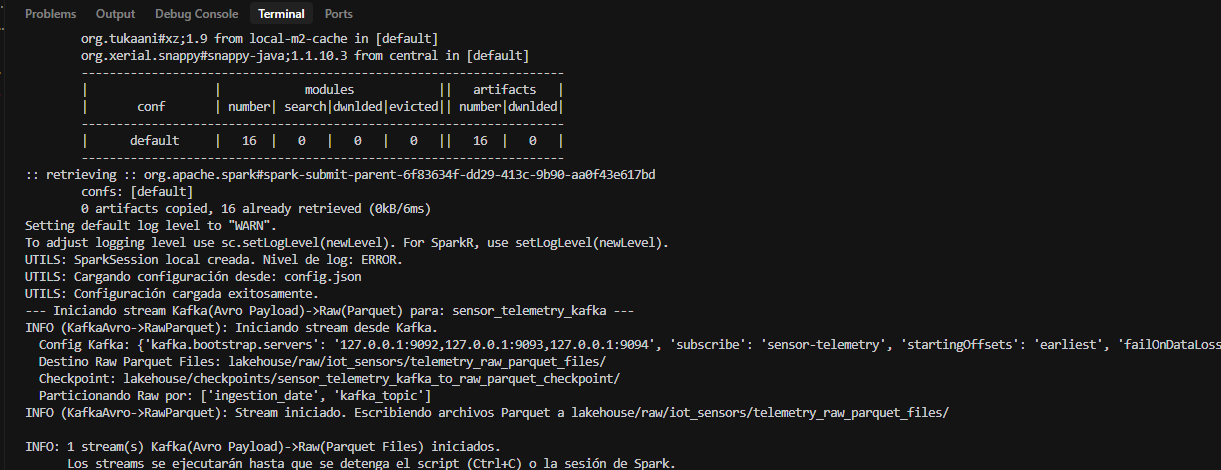 Problems Output Debug Console Terminal Ports
org.tukaani#xz;1.9 from local-m2-cache in [default]
org.xerial.snappy#snappy-java;1.1.10.3 from central in [default]
---------------------------------------------------------------------
|                  |            modules            ||   artifacts   |
|       conf       | number| search|dwnlded|evicted|| number|dwnlded|
---------------------------------------------------------------------
|      default     |   16  |   0   |   0   |   0   ||   16  |   0   |
---------------------------------------------------------------------
:: retrieving :: org.apache.spark#spark-submit-parent-6f83634f-dd29-413c-9b90-aa0f43e617bd
confs: [default]
0 artifacts copied, 16 already retrieved (0kB/6ms)
Setting default log level to "WARN".
To adjust logging level use sc.setLogLevel(newLevel). For SparkR, use setLogLevel(newLevel).
UTILS: SparkSession local creada. Nivel de log: ERROR.
UTILS: Cargando configuración desde: config.json
UTILS: Configuración cargada exitosamente.
--- Iniciando stream Kafka(Avro Payload)->Raw(Parquet) para: sensor_telemetry_kafka ---
INFO (KafkaAvro->RawParquet): Iniciando stream desde Kafka.
Config Kafka: {'kafka.bootstrap.servers': '127.0.0.1:9092,127.0.0.1:9093,127.0.0.1:9094', 'subscribe': 'sensor-telemetry', 'startingOffsets': 'earliest', 'failOnDataLoss
Destino Raw Parquet Files: lakehouse/raw/iot_sensors/telemetry_raw_parquet_files/
Checkpoint: lakehouse/checkpoints/sensor_telemetry_kafka_to_raw_parquet_checkpoint/
Particionando Raw por: ['ingestion_date', 'kafka_topic']
INFO (KafkaAvro->RawParquet): Stream iniciado. Escribiendo archivos Parquet a lakehouse/raw/iot_sensors/telemetry_raw_parquet_files/
INFO: 1 stream(s) Kafka(Avro Payload)->Raw(Parquet Files) iniciados.
Los streams se ejecutarán hasta que se detenga el script (Ctrl+C) o la sesión de Spark.